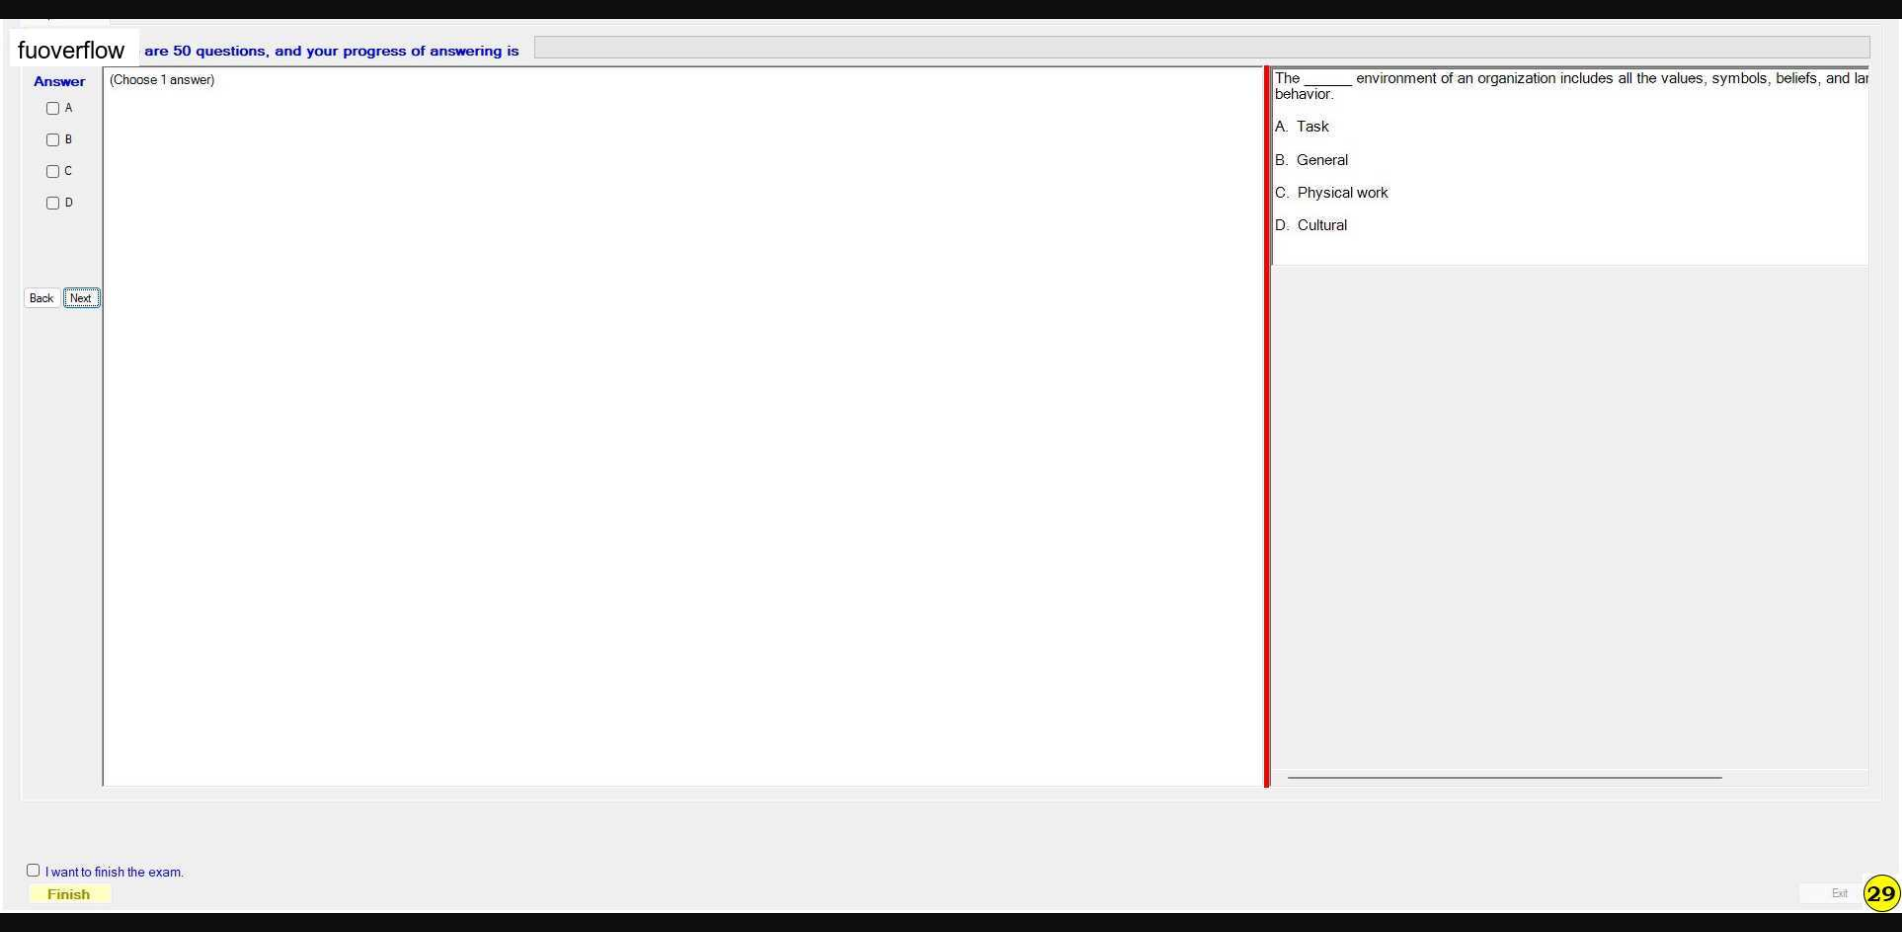 fuoverflow are 50 questions, and your progress of answering is
Answer
(Choose 1 answer)
A
B
C
D
Back Next
The ______ environment of an organization includes all the values, symbols, beliefs, and
behavior.
A. Task
B. General
C. Physical work
D. Cultural
I want to finish the exam.
Finish
Exit
29